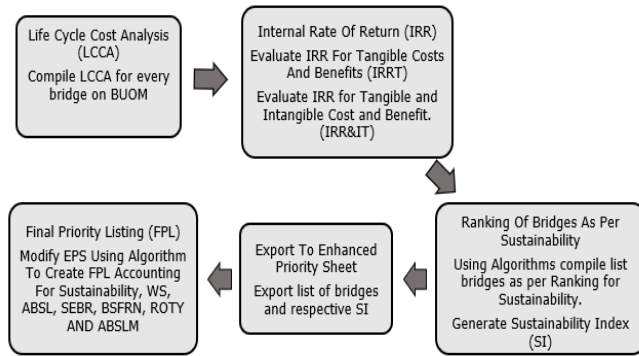 Life Cycle Cost Analysis
(LCCA)
Compile LCCA for every
bridge on BUOM
Internal Rate Of Return (IRR)
Evaluate IRR For Tangible Costs
And Benefits (IRRT)
Evaluate IRR for Tangible and
Intangible Cost and Benefit.
(IRR&IT)
Ranking Of Bridges As Per
Sustainability
Using Algorithms compile list
bridges as per Ranking for
Sustainability.
Generate Sustainability Index
(SI)
Export To Enhanced
Priority Sheet
Export list of bridges
and respective SI
Final Priority Listing (FPL)
Modify EPS Using Algorithm
To Create FPL Accounting
For Sustainability, WS,
ABSL, SEBR, BSFRN, ROTY
AND ABSLM